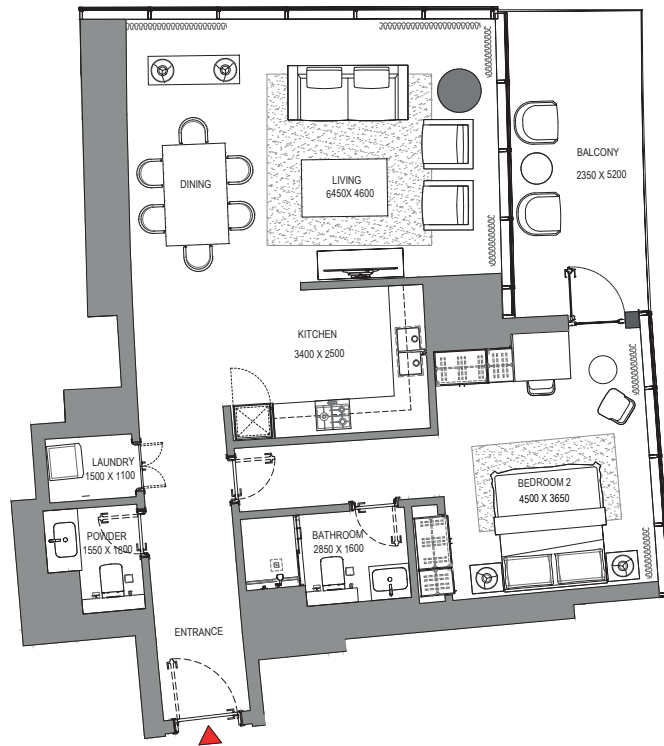 BALCONY
2350 X 5200
LIVING
6450X 4600
DINING
KITCHEN
3400 X 2500
LAUNDRY
1500 X 1100
BEDROOM 2
4500 X 3650
POWDER
1550 X 1800
BATHROOM
2850 X 1600
ENTRANCE